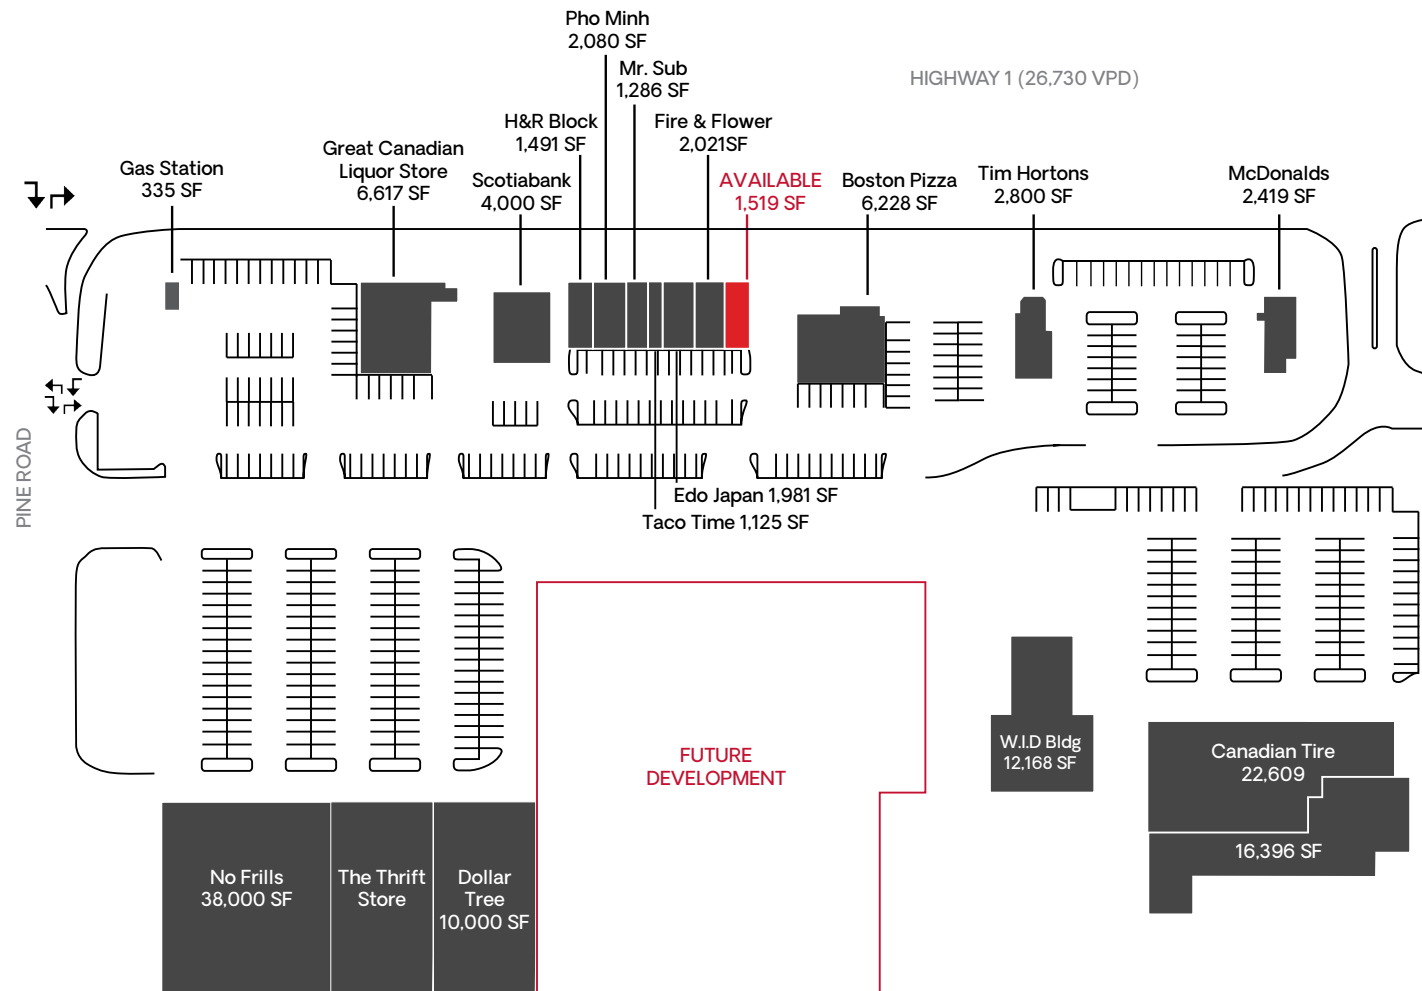 Pho Minh
2,080 SF
Mr. Sub
1,286 SF
HIGHWAY 1 (26,730 VPD)
H&R Block
1,491 SF
Fire & Flower
2,021SF
Great Canadian
Liquor Store
6,617 SF
Gas Station
335 SF
Scotiabank
4,000 SF
AVAILABLE
1,519 SF
Boston Pizza
6,228 SF
Tim Hortons
2,800 SF
McDonalds
2,419 SF
PINE ROAD
Edo Japan 1,981 SF
Taco Time 1,125 SF
FUTURE
DEVELOPMENT
W.I.D Bldg
12,168 SF
Canadian Tire
22,609
16,396 SF
No Frills
38,000 SF
The Thrift
Store
Dollar
Tree
10,000 SF